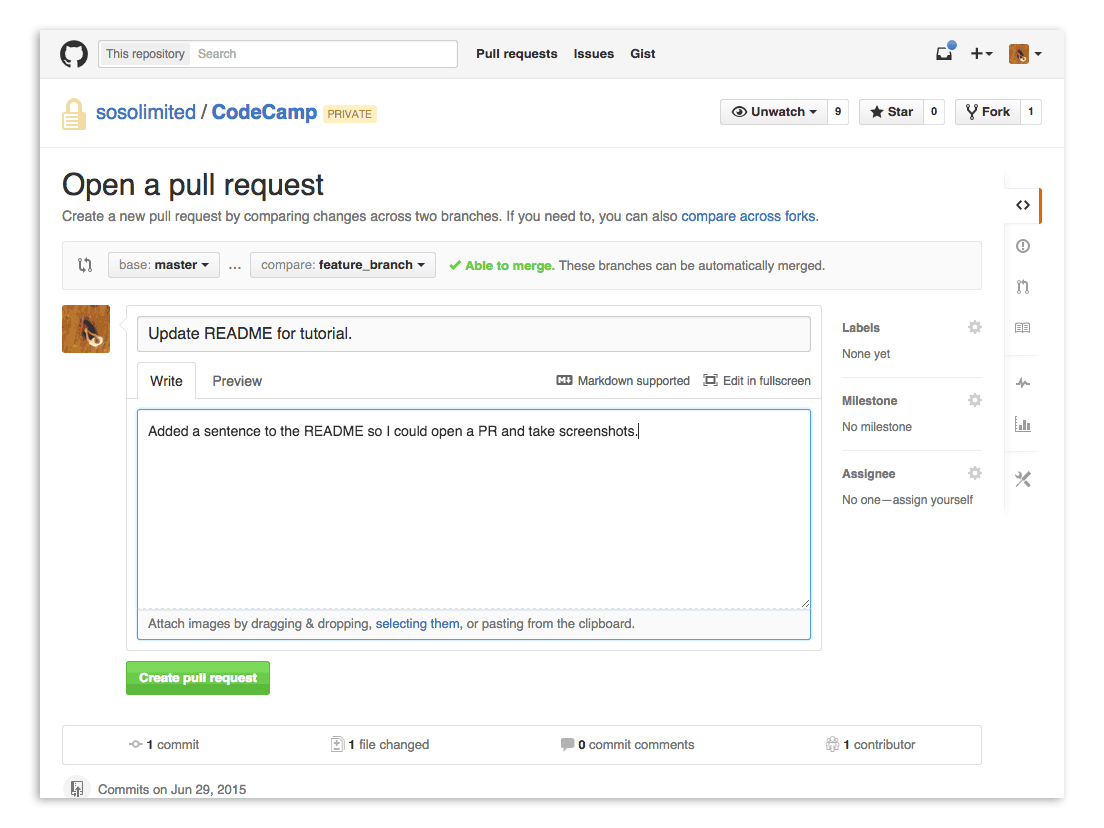 This repository Search Pull requests Issues Gist
sosolimited / CodeCamp PRIVATE Unwatch 9 Star 0 Fork 1
Open a pull request
Create a new pull request by comparing changes across two branches. If you need to, you can also compare across forks.
base: master ... compare: feature_branch Able to merge. These branches can be automatically merged.
Update README for tutorial.
Write Preview Markdown supported Edit in fullscreen
Added a sentence to the README so I could open a PR and take screenshots.
Attach images by dragging & dropping, selecting them, or pasting from the clipboard.
Create pull request
Labels
None yet
Milestone
No milestone
Assignee
No one—assign yourself
1 commit 1 file changed 0 commit comments 1 contributor
Commits on Jun 29, 2015